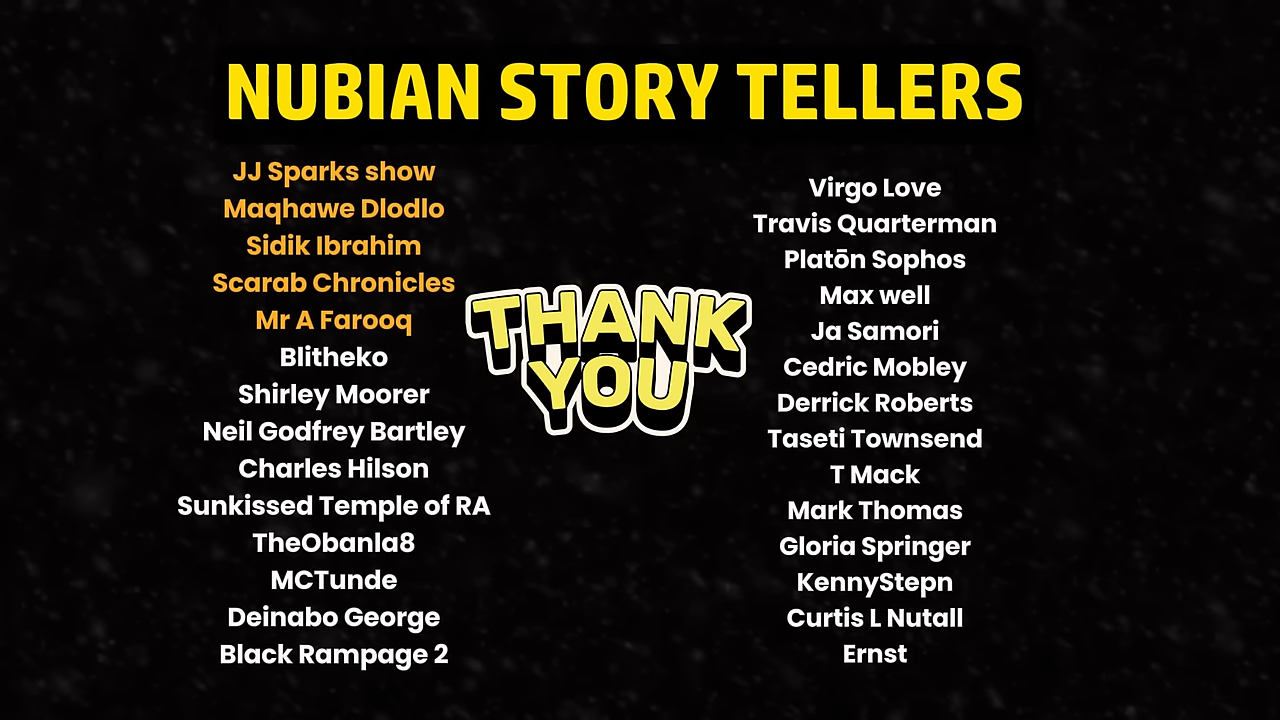 NUBIAN STORY TELLERS
JJ Sparks show
Maqhawe Dlodlo
Sidik Ibrahim
Scarab Chronicles
Mr A Farooq
Blitheko
Shirley Moorer
Neil Godfrey Bartley
Charles Hilson
Sunkissed Temple of RA
TheObanla8
MCTunde
Deinabo George
Black Rampage 2
THANK
YOU
Virgo Love
Travis Quarterman
Platōn Sophos
Max well
Ja Samori
Cedric Mobley
Derrick Roberts
Taseti Townsend
T Mack
Mark Thomas
Gloria Springer
KennyStepn
Curtis L Nutall
Ernst